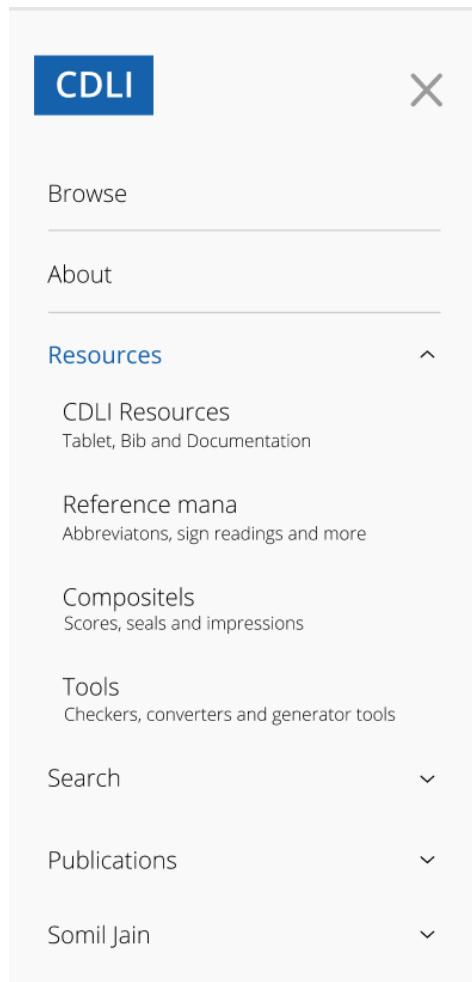 CDLI
Browse
About
Resources
CDLI Resources
Tablet, Bib and Documentation
Reference mana
Abbreviatons, sign readings and more
Compositels
Scores, seals and impressions
Tools
Checkers, converters and generator tools
Search
Publications
Somil Jain